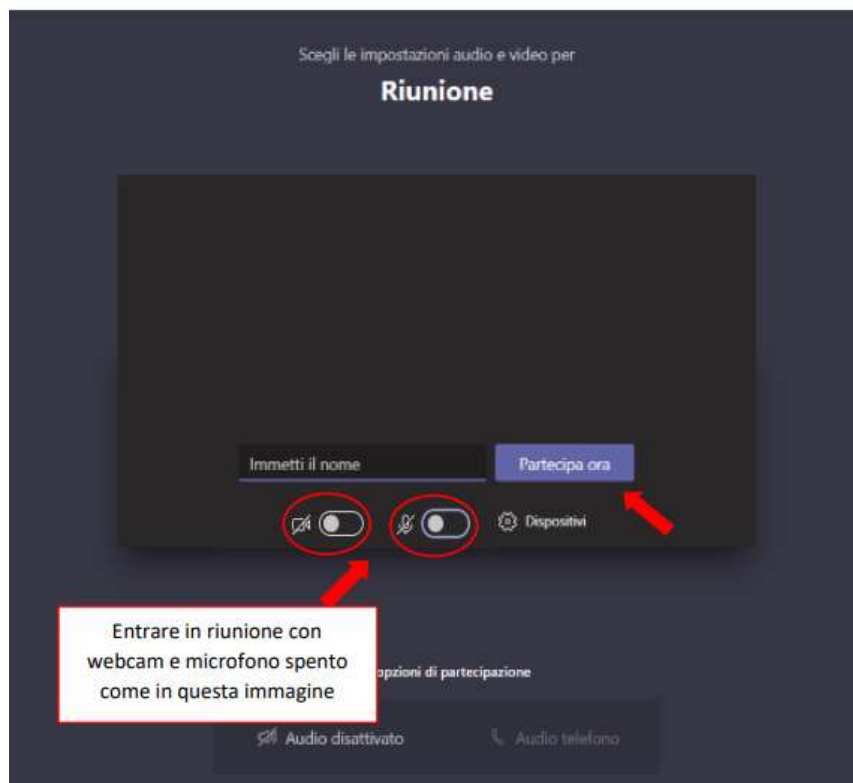 Scegli le impostazioni audio e video per
Riunione
Immetti il nome
Partecipa ora
Dispositivi
Entrare in riunione con
webcam e microfono spento
come in questa immagine
opzioni di partecipazione
Audio disattivato
Audio telefono